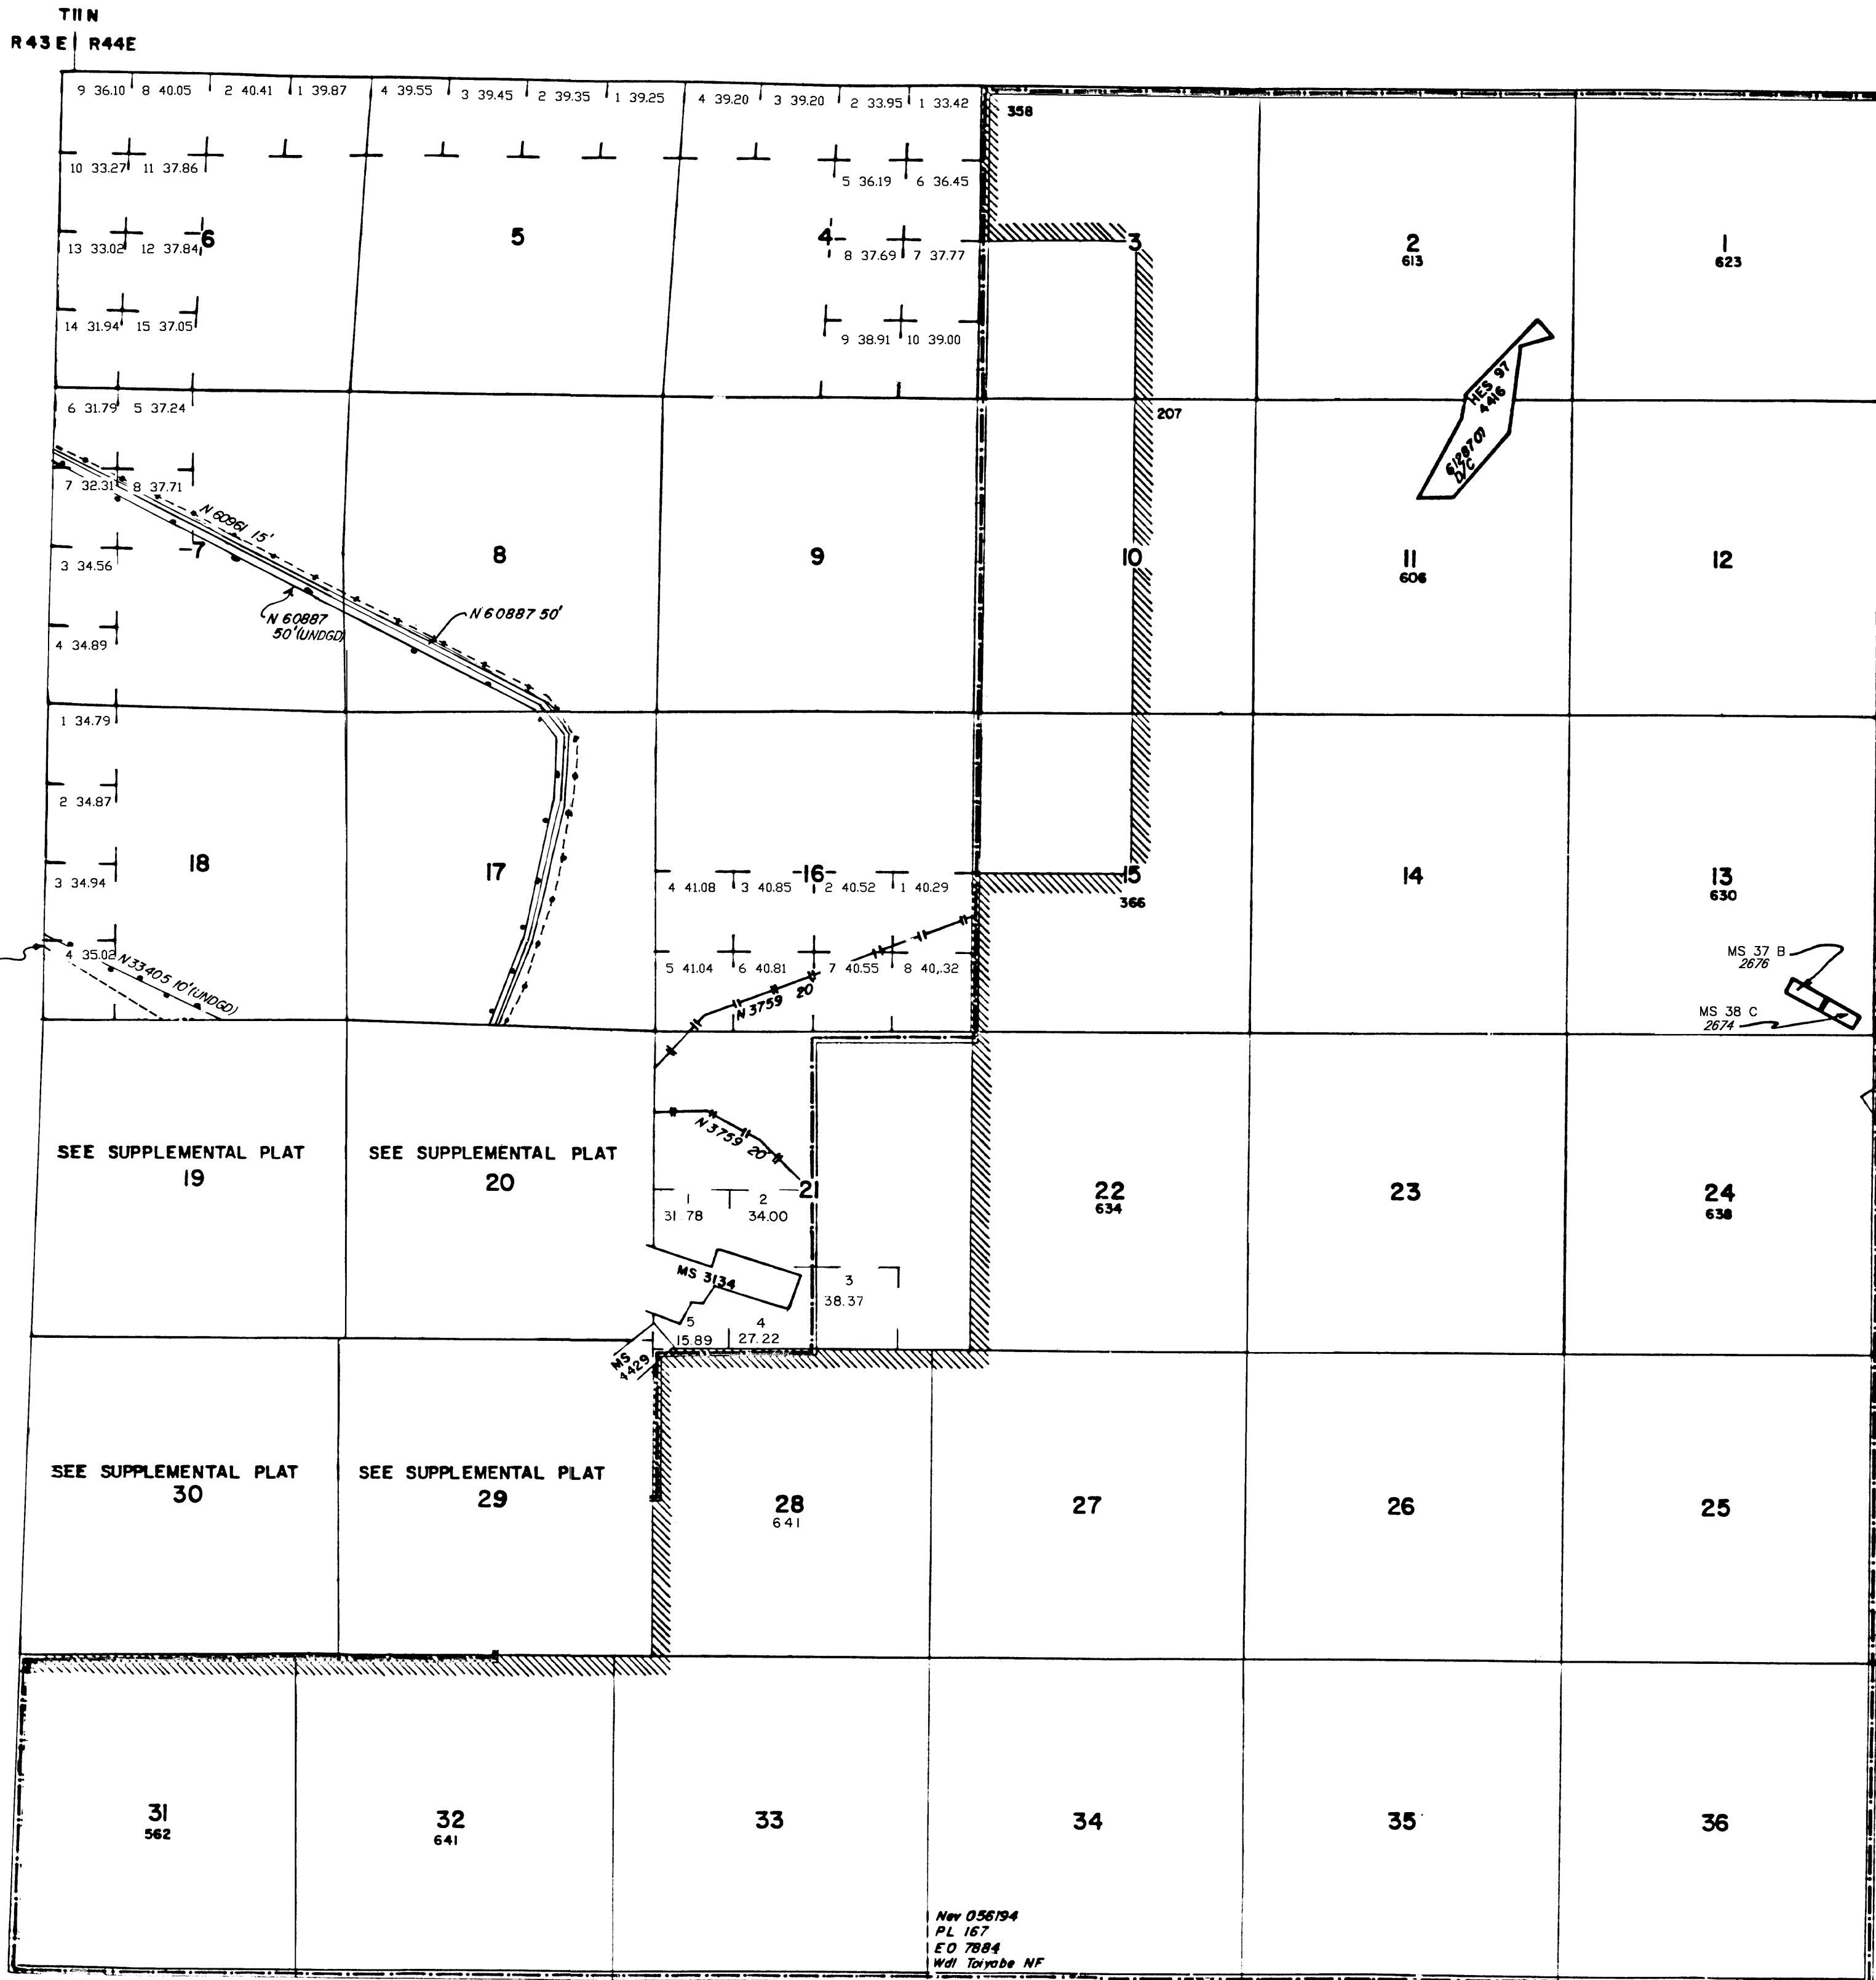 T11N
R43E R44E
9 36.10 8 40.05 2 40.41 1 39.87 4 39.55 3 39.45 2 39.35 1 39.25 4 39.20 3 39.20 2 33.95 1 33.42
358
10 33.27 11 37.86
5 36.19 6 36.45
6 5 4 3 2 1
13 33.02 12 37.84
8 37.69 7 37.77
613 623
14 31.94 15 37.05
9 38.91 10 39.00
HES 97
4416
6128707
D/C
6 31.79 5 37.24
207
7 32.31 8 37.71
N 60961 15'
7 8 9 10 11 12
3 34.56
606
N 60887
50' (UNDGD)
N 60887 50'
4 34.89
1 34.79
2 34.87
18 17 16 15 14 13
3 34.94
4 41.08 3 40.85 2 40.52 1 40.29
366
630
4 35.02
N 33405 10' (UNDGD)
5 41.04 6 40.81 7 40.55 8 40,.32
N 3759 20
MS 37 B
2676
MS 38 C
2674
SEE SUPPLEMENTAL PLAT
19
SEE SUPPLEMENTAL PLAT
20
N 3759 20'
21 22 23 24
634 638
1
31.78
2
34.00
MS 3134
3
38.37
5
15.89
4
27.22
MS
4429
SEE SUPPLEMENTAL PLAT
30
SEE SUPPLEMENTAL PLAT
29
28 27 26 25
641
31 32 33 34 35 36
562 641
Nev 056194
PL 167
EO 7884
Wdl Toiyabe NF